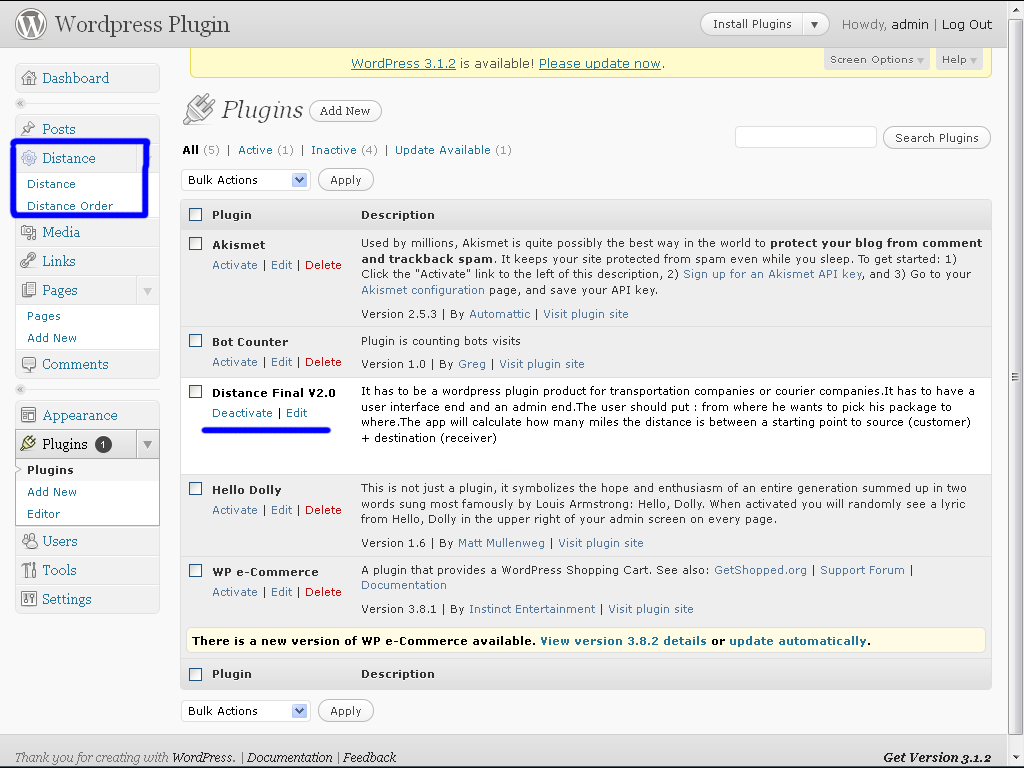 Wordpress Plugin
Install Plugins
Howdy, admin | Log Out
WordPress 3.1.2 is available! Please update now.
Screen Options
Help
Dashboard
Posts
Distance
Distance
Distance Order
Media
Links
Pages
Pages
Add New
Comments
Appearance
Plugins 1
Plugins
Add New
Editor
Users
Tools
Settings
Plugins
Add New
All (5) | Active (1) | Inactive (4) | Update Available (1)
Search Plugins
Bulk Actions
Apply
Plugin Description
Akismet
Activate | Edit | Delete
Used by millions, Akismet is quite possibly the best way in the world to protect your blog from comment
and trackback spam. It keeps your site protected from spam even while you sleep. To get started: 1)
Click the "Activate" link to the left of this description, 2) Sign up for an Akismet API key, and 3) Go to your
Akismet configuration page, and save your API key.
Version 2.5.3 | By Automattic | Visit plugin site
Bot Counter
Activate | Edit | Delete
Plugin is counting bots visits
Version 1.0 | By Greg | Visit plugin site
Distance Final V2.0
Deactivate | Edit
It has to be a wordpress plugin product for transportation companies or courier companies.It has to have a
user interface end and an admin end.The user should put : from where he wants to pick his package to
where.The app will calculate how many miles the distance is between a starting point to source (customer)
+ destination (receiver)
Hello Dolly
Activate | Edit | Delete
This is not just a plugin, it symbolizes the hope and enthusiasm of an entire generation summed up in two
words sung most famously by Louis Armstrong: Hello, Dolly. When activated you will randomly see a lyric
from Hello, Dolly in the upper right of your admin screen on every page.
Version 1.6 | By Matt Mullenweg | Visit plugin site
WP e-Commerce
Activate | Edit | Delete
A plugin that provides a WordPress Shopping Cart. See also: GetShopped.org | Support Forum |
Documentation
Version 3.8.1 | By Instinct Entertainment | Visit plugin site
There is a new version of WP e-Commerce available. View version 3.8.2 details or update automatically.
Plugin Description
Bulk Actions
Apply
Thank you for creating with WordPress. | Documentation | Feedback
Get Version 3.1.2